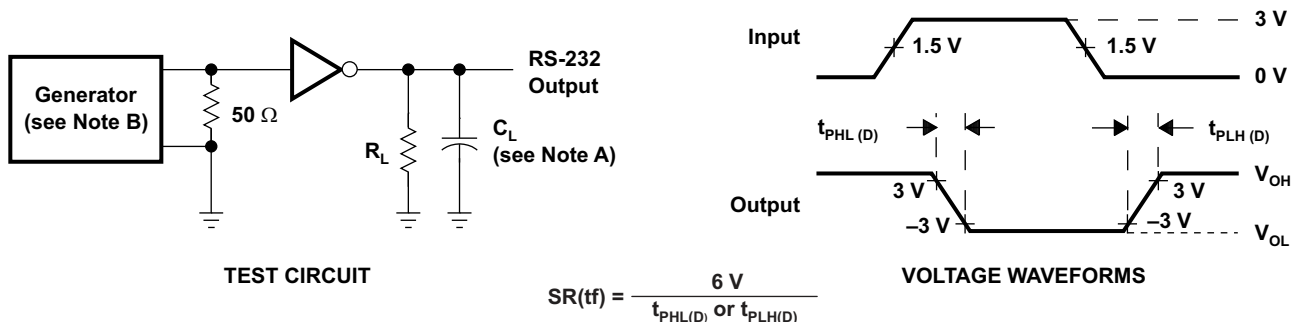 Generator
(see Note B)
50 Ω
RS-232
Output
R_L
C_L
(see Note A)
TEST CIRCUIT
Input
3 V
1.5 V
1.5 V
0 V
t_PHL (D)
t_PLH (D)
Output
3 V
–3 V
3 V
–3 V
V_OH
V_OL
VOLTAGE WAVEFORMS
SR(tf) = 6 V / t_PHL(D) or t_PLH(D)